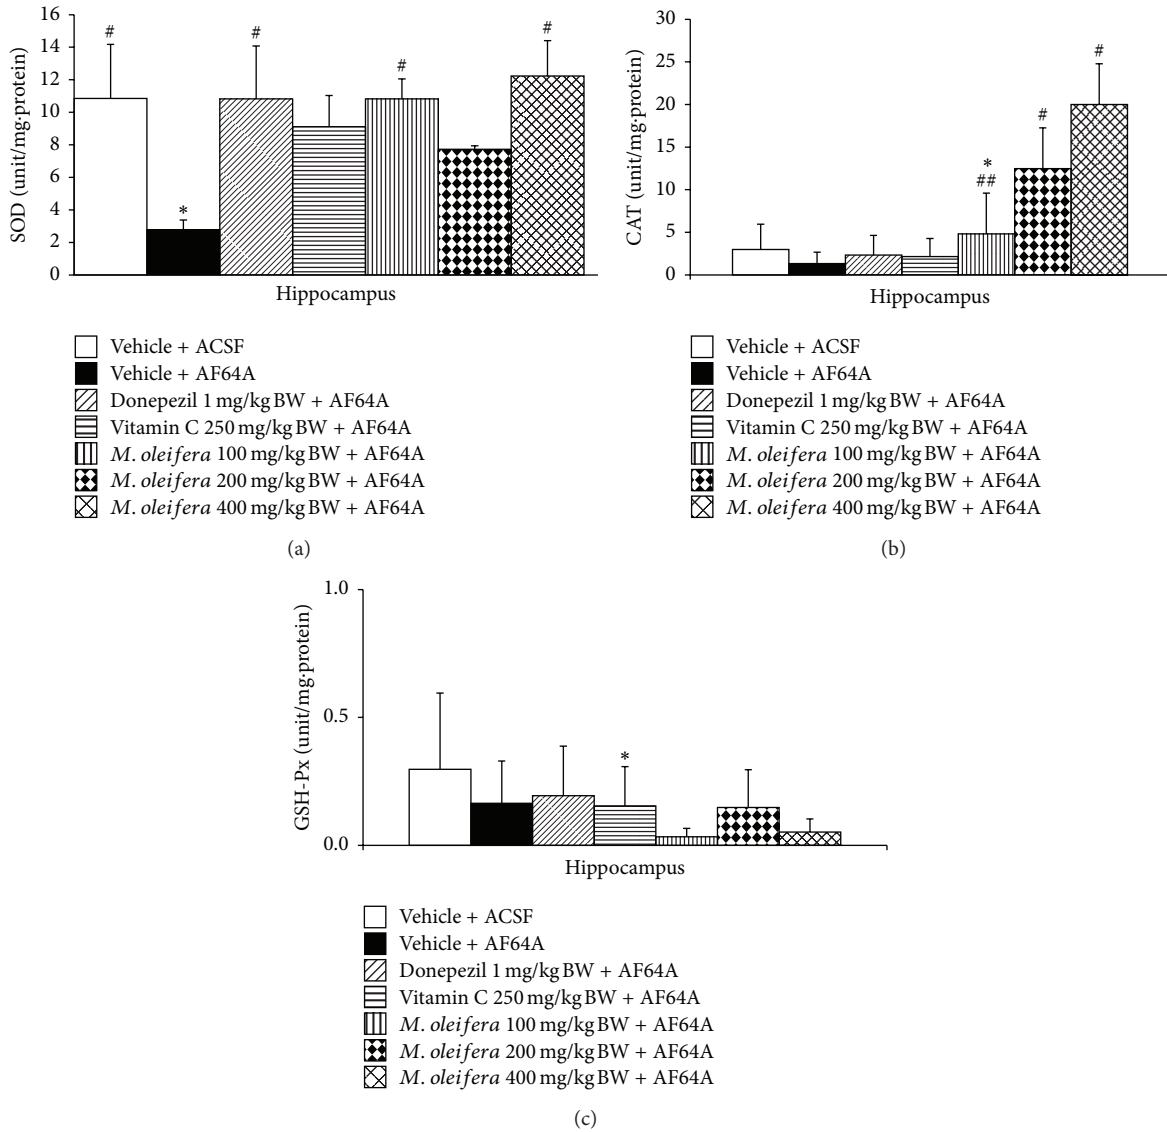 16
14
12
10
8
6
4
2
0
SOD (unit/mg·protein)
#
*
#
#
#
Hippocampus
Vehicle + ACSF
Vehicle + AF64A
Donepezil 1 mg/kg BW + AF64A
Vitamin C 250 mg/kg BW + AF64A
M. oleifera 100 mg/kg BW + AF64A
M. oleifera 200 mg/kg BW + AF64A
M. oleifera 400 mg/kg BW + AF64A
(a)
30
25
20
15
10
5
0
CAT (unit/mg·protein)
*
##
#
#
Hippocampus
Vehicle + ACSF
Vehicle + AF64A
Donepezil 1 mg/kg BW + AF64A
Vitamin C 250 mg/kg BW + AF64A
M. oleifera 100 mg/kg BW + AF64A
M. oleifera 200 mg/kg BW + AF64A
M. oleifera 400 mg/kg BW + AF64A
(b)
1.0
0.5
0.0
GSH-Px (unit/mg·protein)
*
Hippocampus
Vehicle + ACSF
Vehicle + AF64A
Donepezil 1 mg/kg BW + AF64A
Vitamin C 250 mg/kg BW + AF64A
M. oleifera 100 mg/kg BW + AF64A
M. oleifera 200 mg/kg BW + AF64A
M. oleifera 400 mg/kg BW + AF64A
(c)